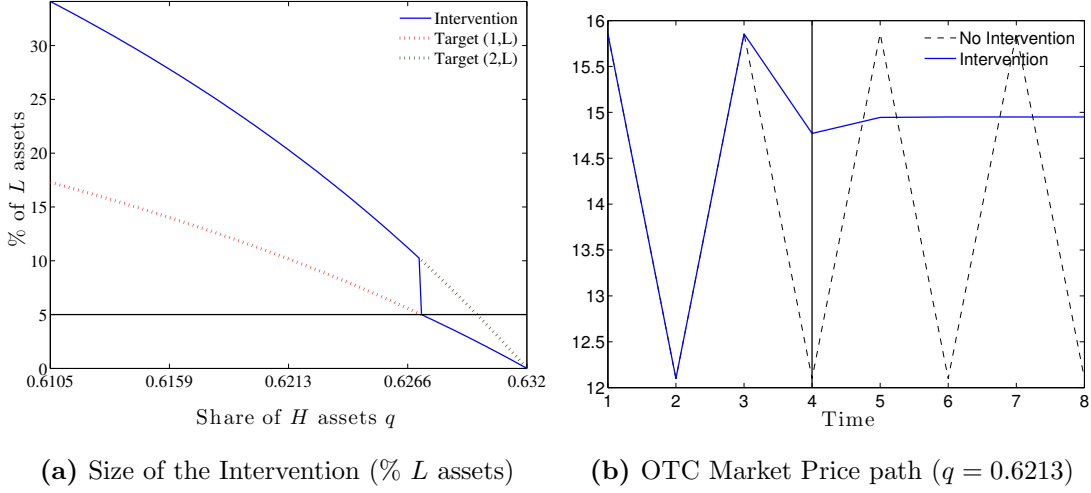 Intervention
Target (1,L)
Target (2,L)
30
25
20
15
10
5
0
% of L assets
0.6105
0.6159
0.6213
0.6266
0.632
Share of H assets q
(a) Size of the Intervention (% L assets)
No Intervention
Intervention
16
15.5
15
14.5
14
13.5
13
12.5
12
1
2
3
4
5
6
7
8
Time
(b) OTC Market Price path (q = 0.6213)